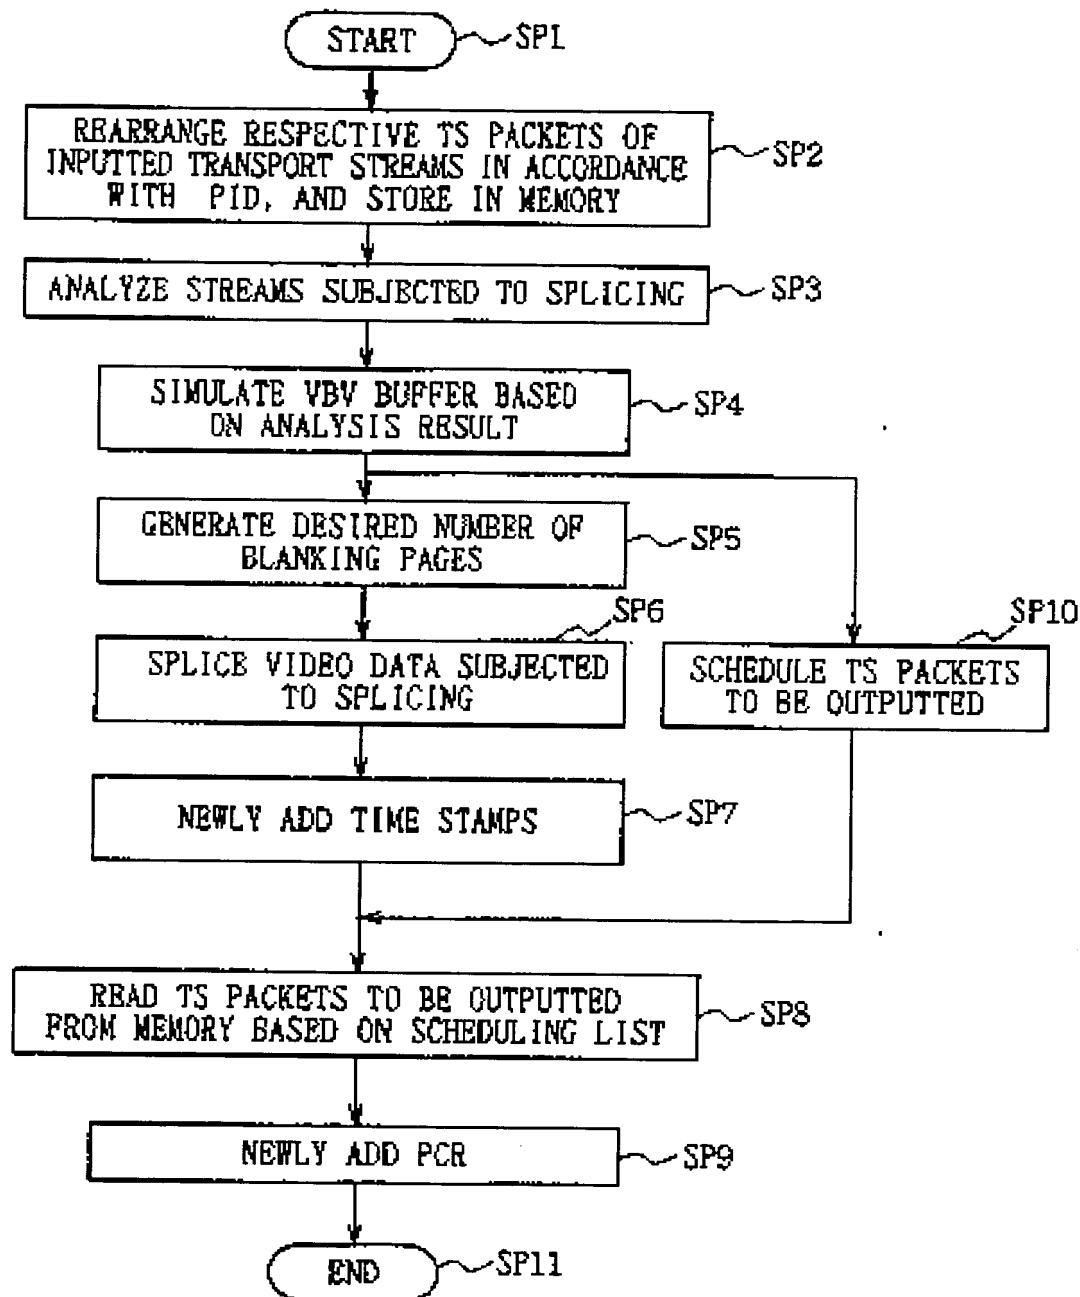 START
SP1
REARRANGE RESPECTIVE TS PACKETS OF
INPUTTED TRANSPORT STREAMS IN ACCORDANCE
WITH PID, AND STORE IN MEMORY
SP2
ANALYZE STREAMS SUBJECTED TO SPLICING
SP3
SIMULATE VBV BUFFER BASED
ON ANALYSIS RESULT
SP4
GENERATE DESIRED NUMBER OF
BLANKING PAGES
SP5
SP6
SPLICE VIDEO DATA SUBJECTED
TO SPLICING
SP10
SCHEDULE TS PACKETS
TO BE OUTPUTTED
NEWLY ADD TIME STAMPS
SP7
READ TS PACKETS TO BE OUTPUTTED
FROM MEMORY BASED ON SCHEDULING LIST
SP8
NEWLY ADD PCR
SP9
END
SP11